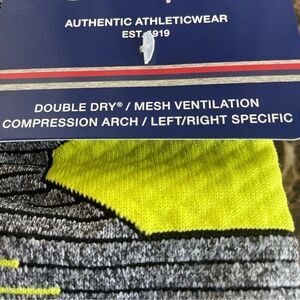 AUTHENTIC ATHLETICWEAR
EST. 1919
DOUBLE DRY® / MESH VENTILATION
COMPRESSION ARCH / LEFT/RIGHT SPECIFIC